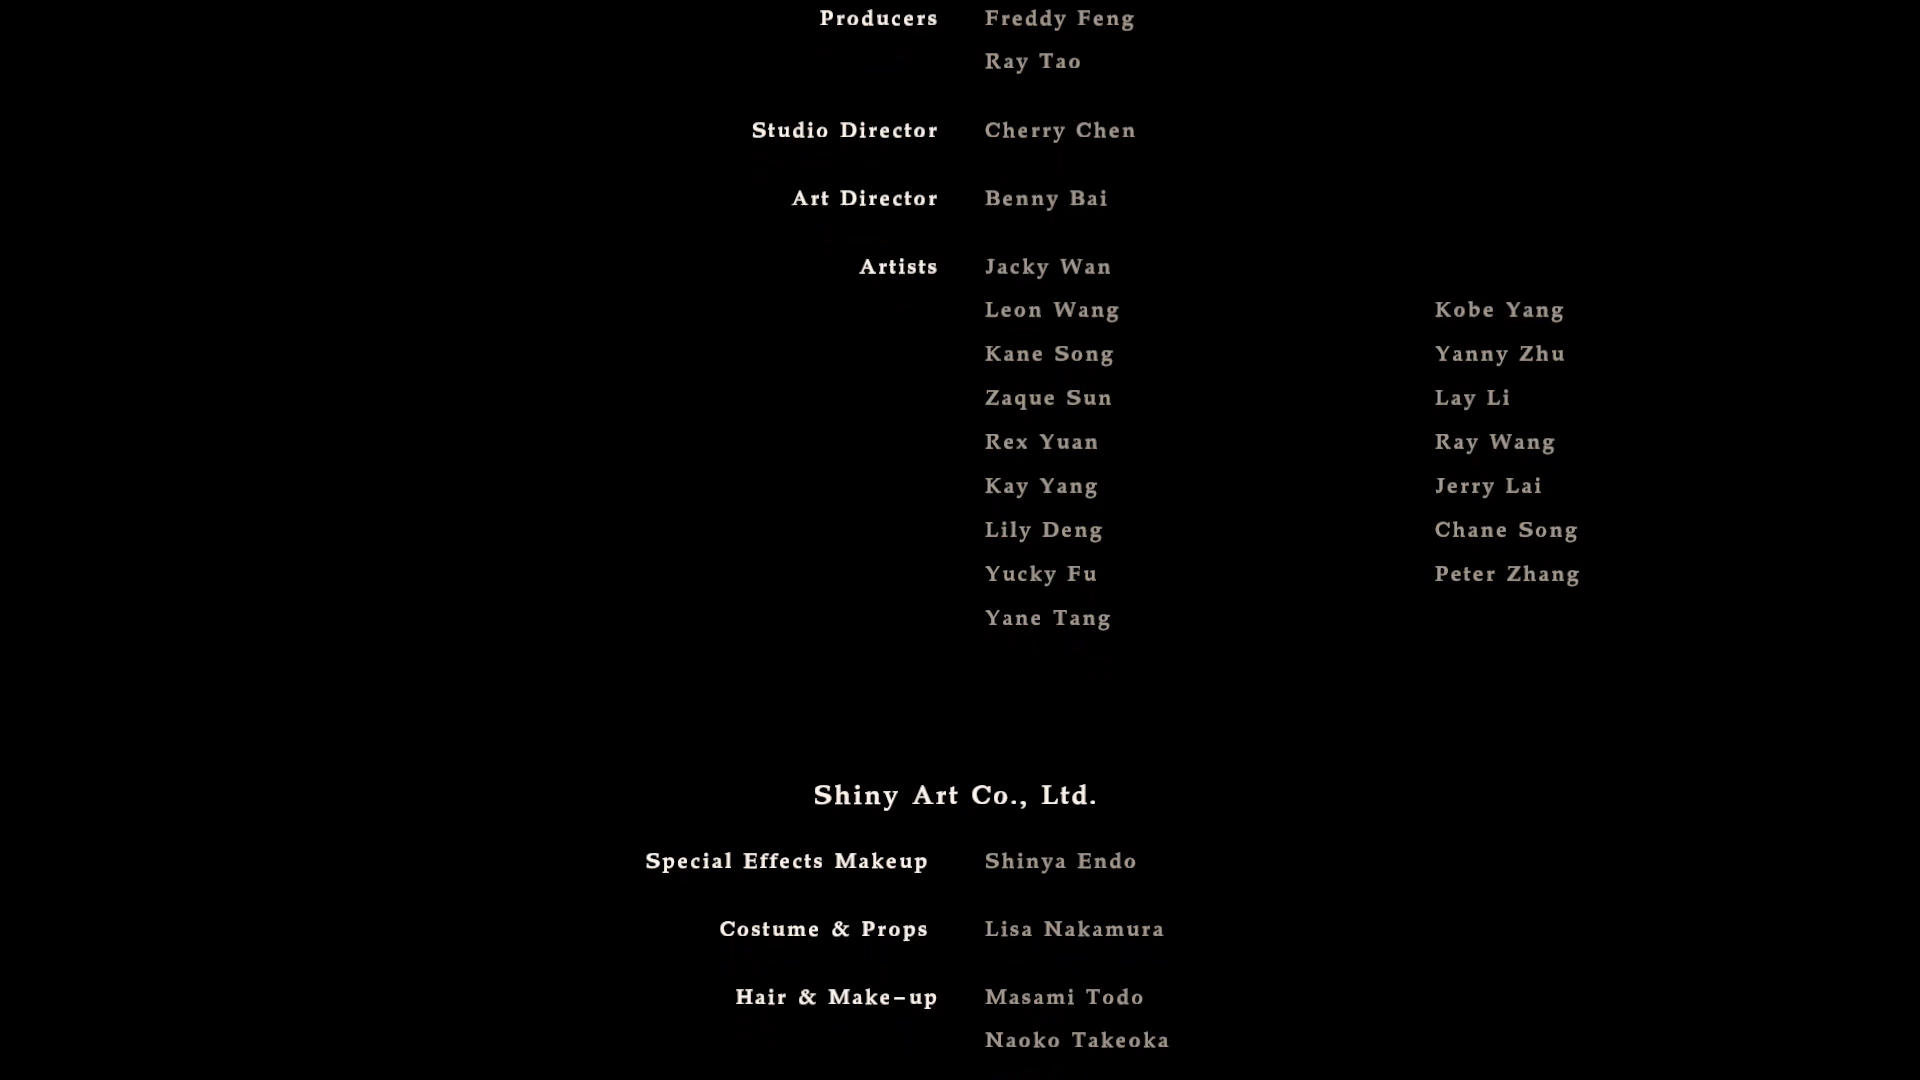 Producers Freddy Feng
Ray Tao
Studio Director Cherry Chen
Art Director Benny Bai
Artists Jacky Wan
Leon Wang Kobe Yang
Kane Song Yanny Zhu
Zaque Sun Lay Li
Rex Yuan Ray Wang
Kay Yang Jerry Lai
Lily Deng Chane Song
Yucky Fu Peter Zhang
Yane Tang
Shiny Art Co., Ltd.
Special Effects Makeup Shinya Endo
Costume & Props Lisa Nakamura
Hair & Make-up Masami Todo
Naoko Takeoka